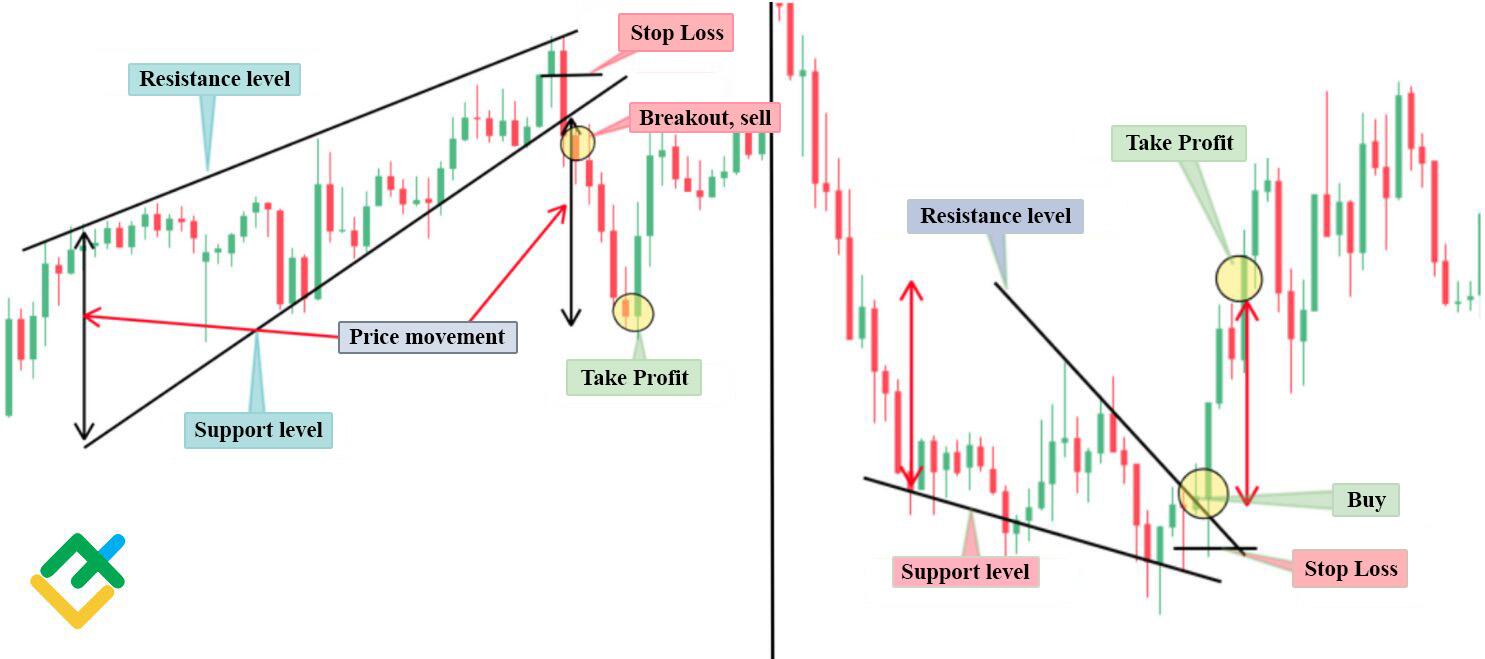 Stop Loss
Resistance level
Breakout, sell
Price movement
Take Profit
Support level
Take Profit
Resistance level
Buy
Support level
Stop Loss